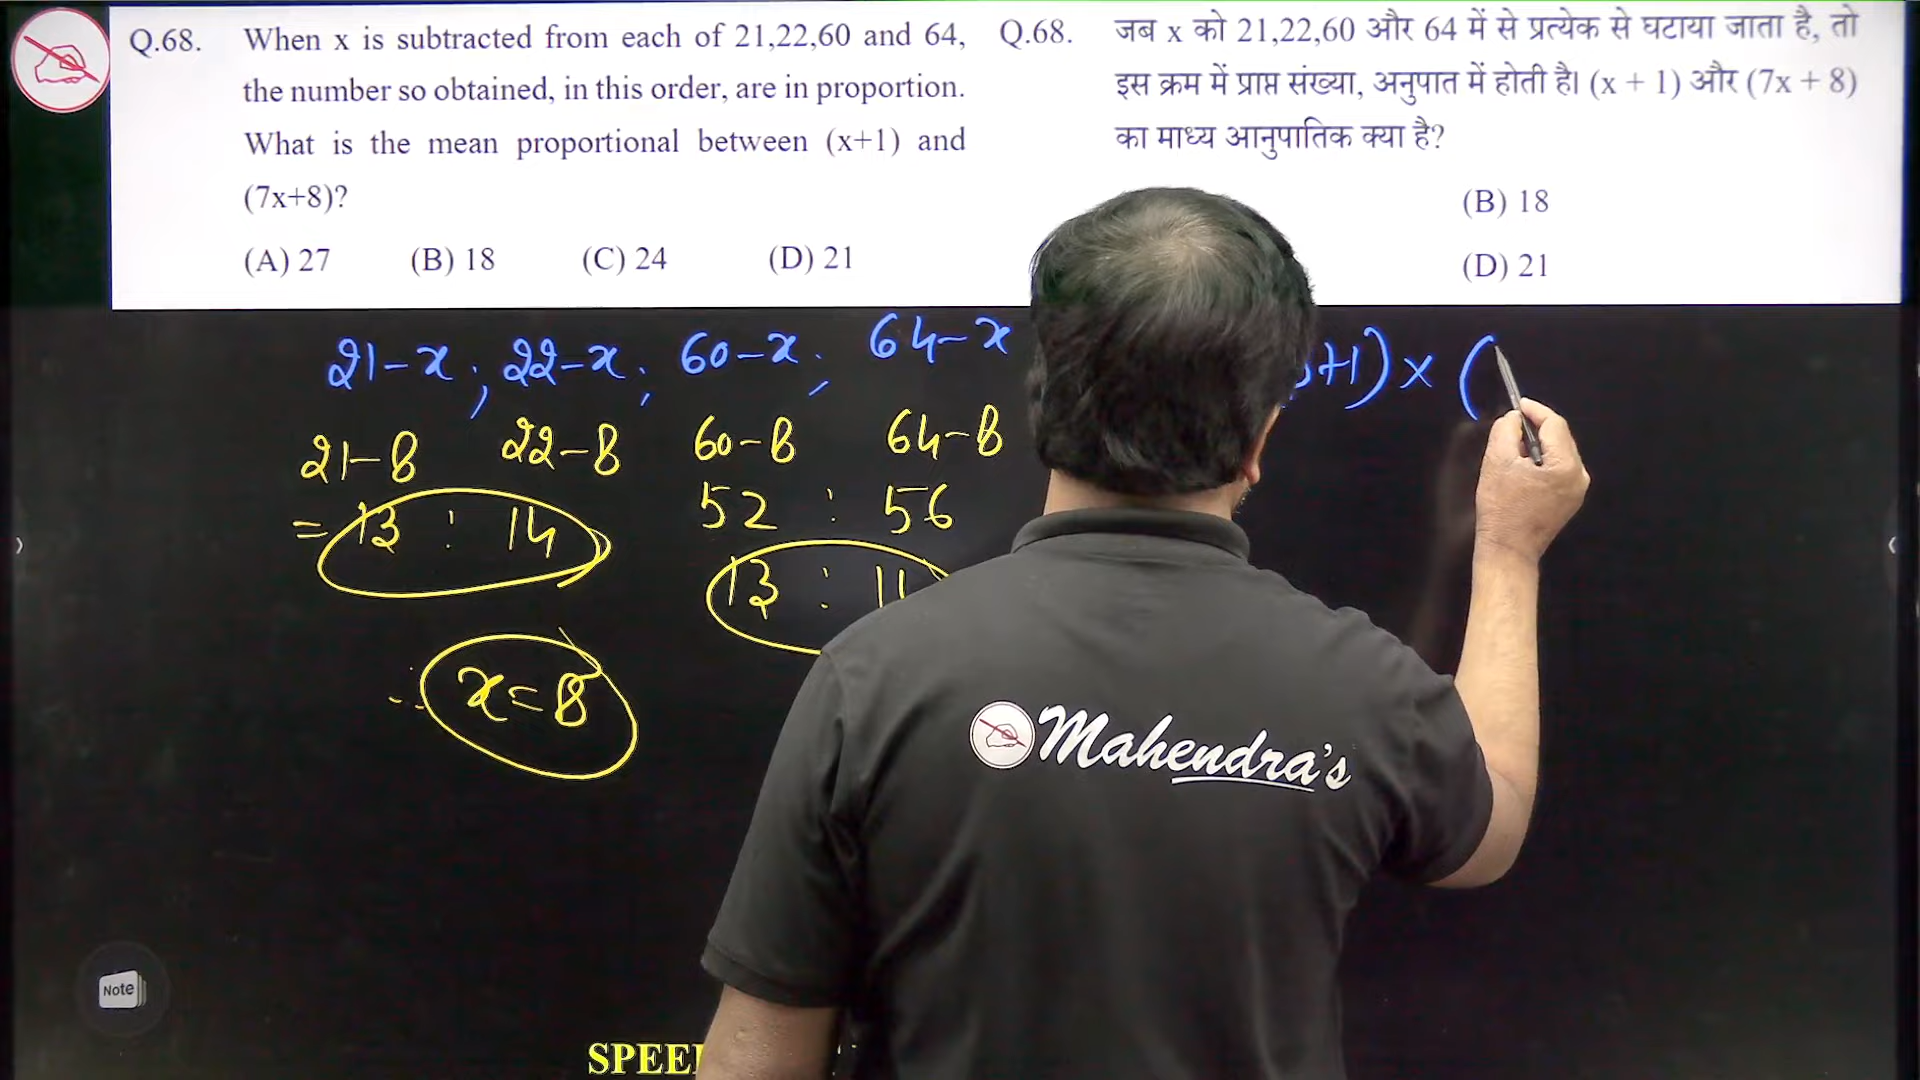 Q.68. When x is subtracted from each of 21,22,60 and 64,
the number so obtained, in this order, are in proportion.
What is the mean proportional between (x+1) and
(7x+8)?
(A) 27 (B) 18 (C) 24 (D) 21
Q.68. जब x को 21,22,60 और 64 में से प्रत्येक से घटाया जाता है, तो
इस क्रम में प्राप्त संख्या, अनुपात में होती है। (x + 1) और (7x + 8)
का माध्य आनुपातिक क्या है?
(B) 18
(D) 21
21-x, 22-x, 60-x, 64-x
21-8 22-8 60-8 64-8
= 13 : 14
52 : 56
13 :
∴ x=8
+1) × (
Mahendra's
Note